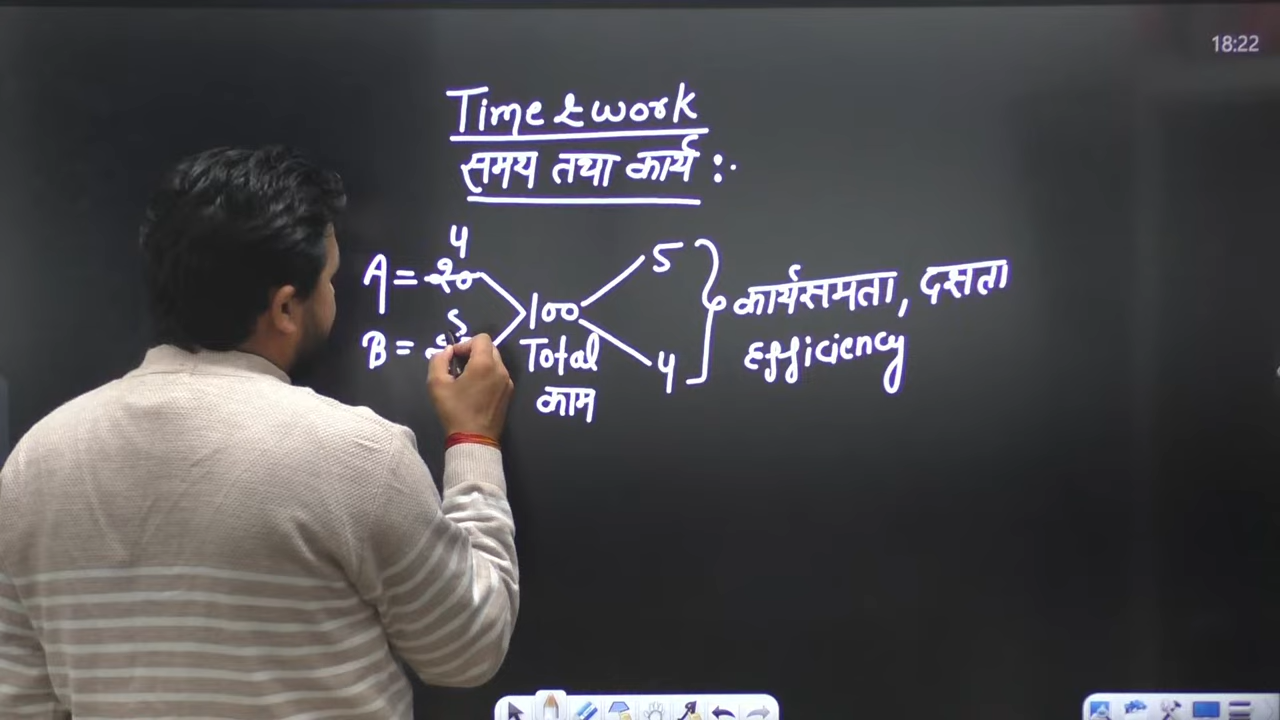 18:22
Time & work
समय तथा कार्य :.
4
A = 20
5
B =
100
Total
काम
5
4
कार्यक्षमता, दक्षता
Efficiency